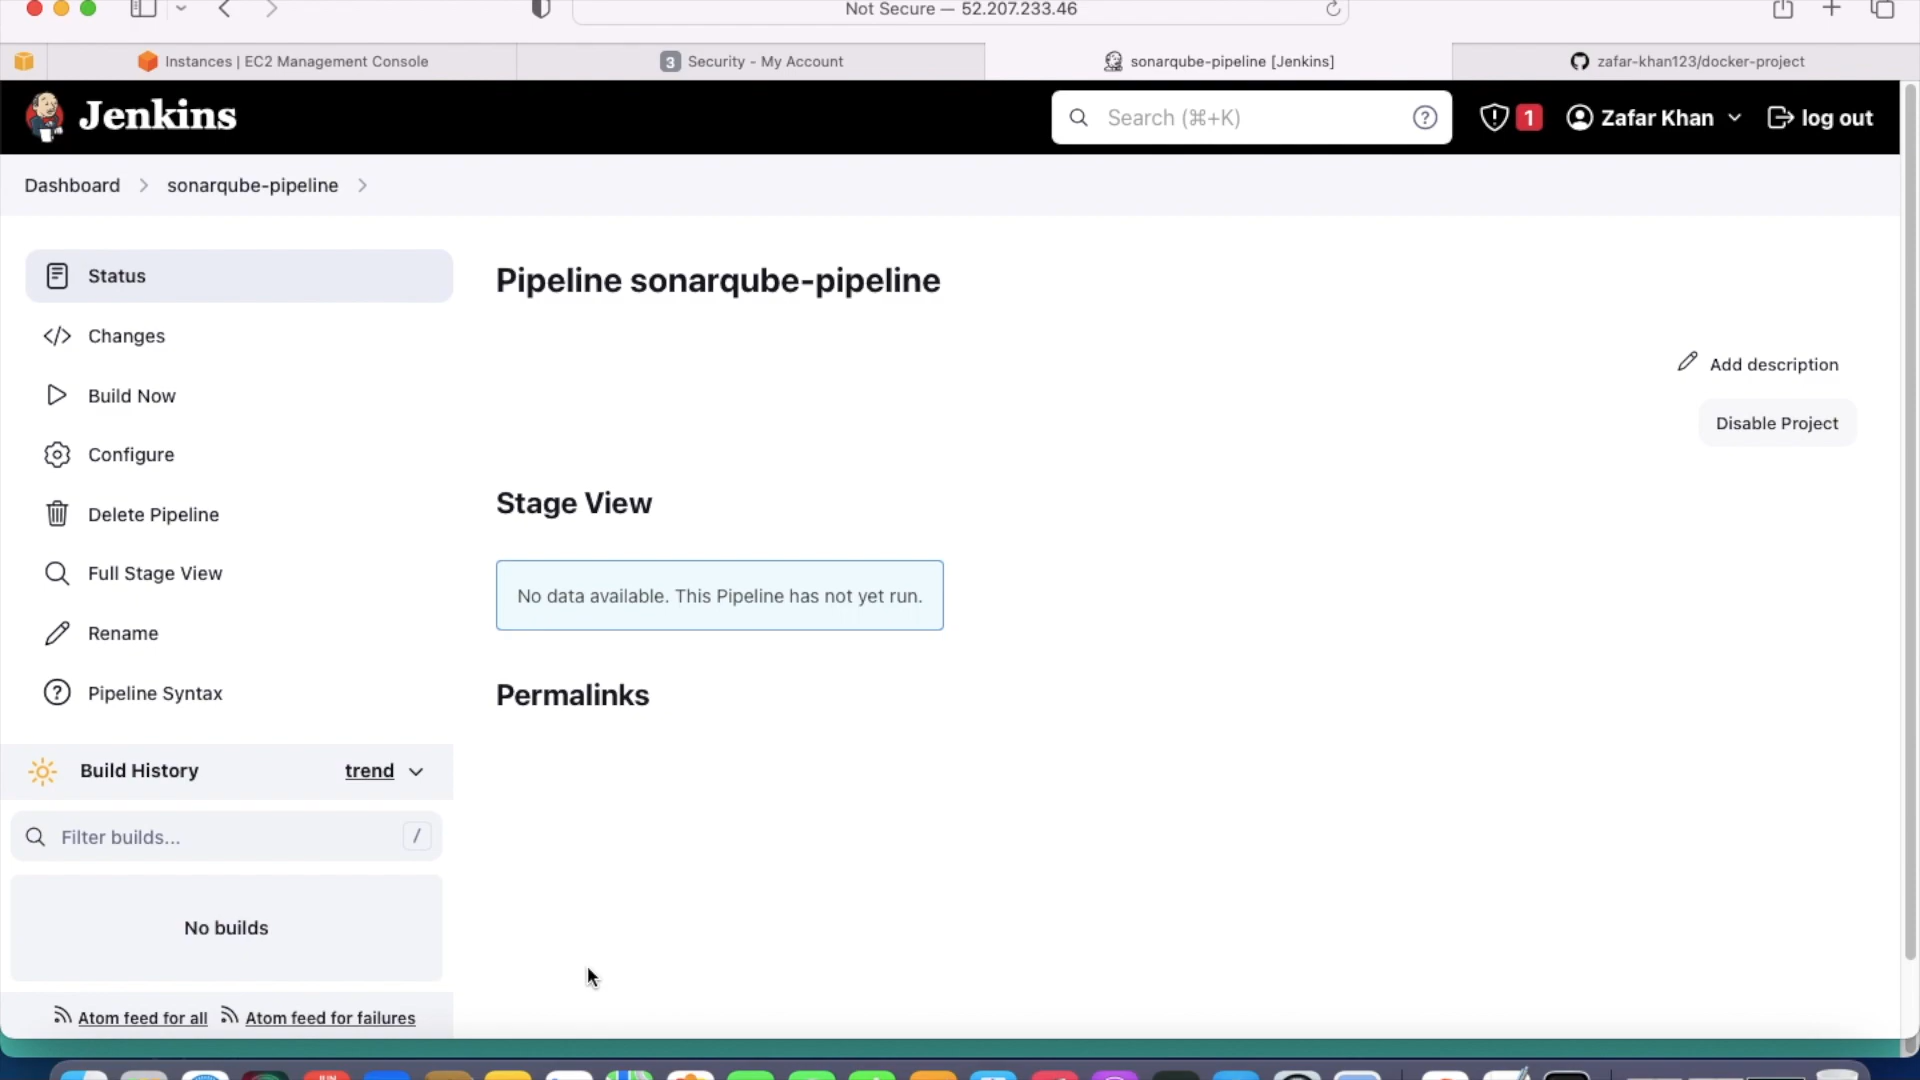 Not Secure — 52.207.233.46
Instances | EC2 Management Console
3 Security - My Account
sonarqube-pipeline [Jenkins]
zafar-khan123/docker-project
Jenkins
Search (⌘+K)
?
1
Zafar Khan
log out
Dashboard
sonarqube-pipeline
Status
Changes
Build Now
Configure
Delete Pipeline
Full Stage View
Rename
Pipeline Syntax
Build History
trend
Filter builds...
/
No builds
Atom feed for all
Atom feed for failures
Pipeline sonarqube-pipeline
Add description
Disable Project
Stage View
No data available. This Pipeline has not yet run.
Permalinks
JUN